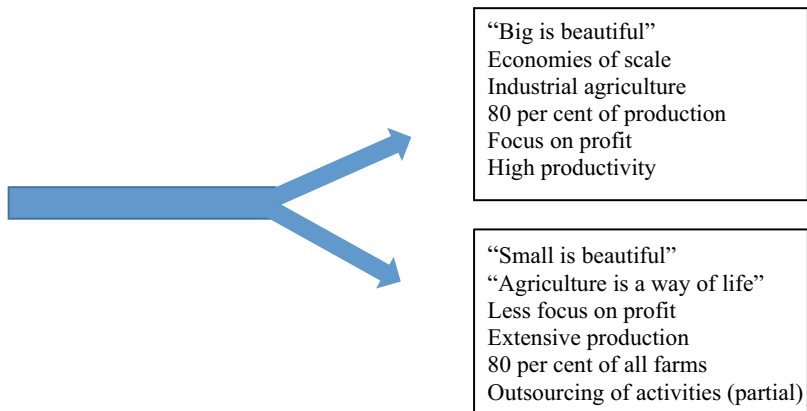 “Big is beautiful”
Economies of scale
Industrial agriculture
80 per cent of production
Focus on profit
High productivity
“Small is beautiful”
“Agriculture is a way of life”
Less focus on profit
Extensive production
80 per cent of all farms
Outsourcing of activities (partial)